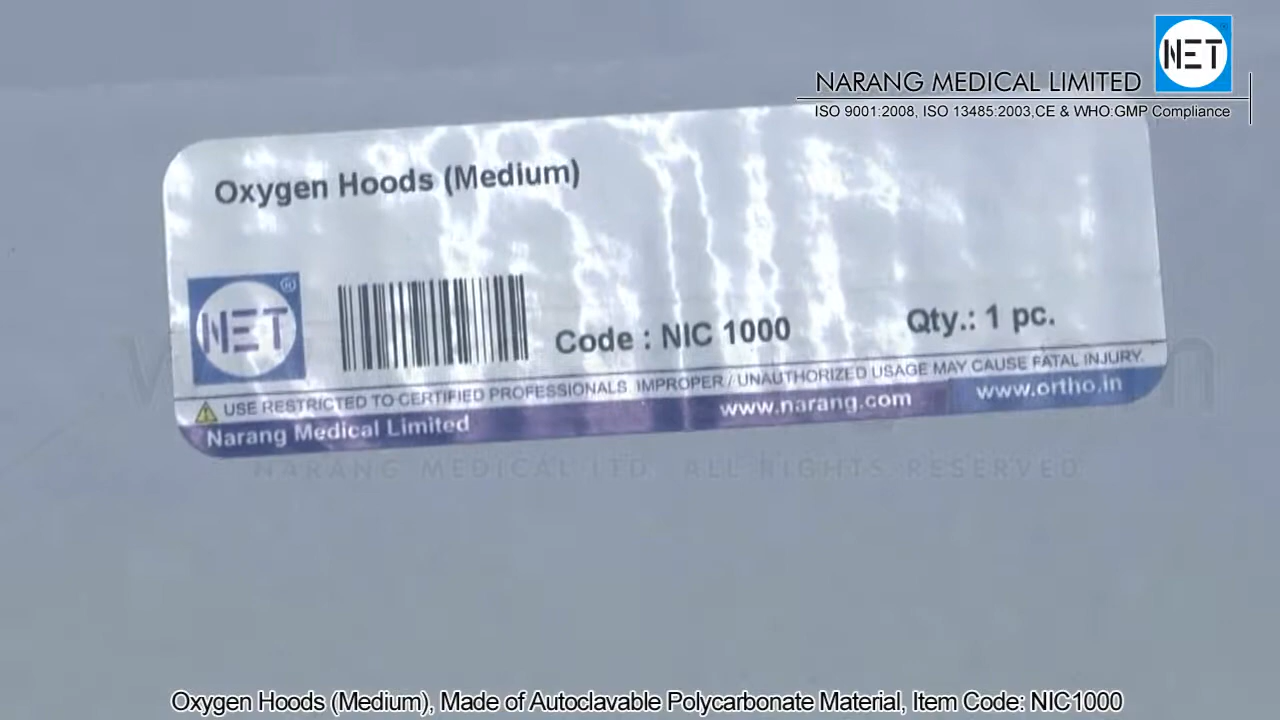 NET
NARANG MEDICAL LIMITED
ISO 9001:2008, ISO 13485:2003,CE & WHO:GMP Compliance
Oxygen Hoods (Medium)
NET ®
Code : NIC 1000
Qty.: 1 pc.
USE RESTRICTED TO CERTIFIED PROFESSIONALS IMPROPER / UNAUTHORIZED USAGE MAY CAUSE FATAL INJURY.
Narang Medical Limited
www.narang.com
www.ortho.in
NARANG MEDICAL LTD. ALL RIGHTS RESERVED
Oxygen Hoods (Medium), Made of Autoclavable Polycarbonate Material, Item Code: NIC1000